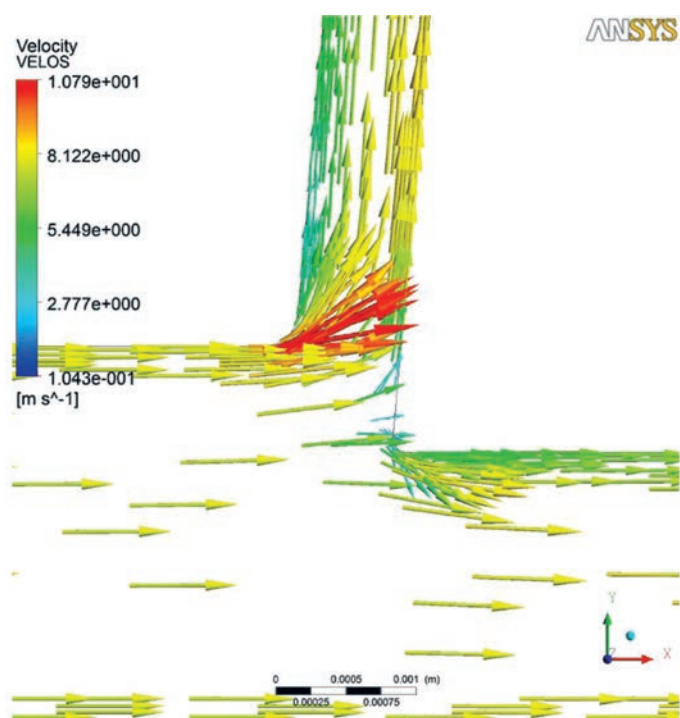 ANSYS
Velocity
VELOS
1.079e+001
8.122e+000
5.449e+000
2.777e+000
1.043e-001
[m s^-1]
Y
Z X
0 0.0005 0.001 (m)
0.00025 0.00075